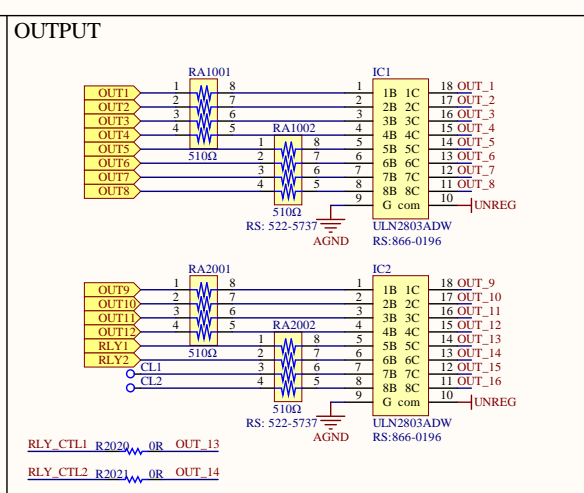 OUTPUT
RA1001 IC1
OUT1 1 8 1 1B 1C 18 OUT_1
OUT2 2 7 2 2B 2C 17 OUT_2
OUT3 3 6 3 3B 3C 16 OUT_3
OUT4 4 5 RA1002 4 4B 4C 15 OUT_4
OUT5 510Ω 1 8 5 5B 5C 14 OUT_5
OUT6 2 7 6 6B 6C 13 OUT_6
OUT7 3 6 7 7B 7C 12 OUT_7
OUT8 4 5 8 8B 8C 11 OUT_8
9 G com 10 UNREG
510Ω
RS: 522-5737 ULN2803ADW
AGND RS:866-0196
RA2001 IC2
OUT9 1 8 1 1B 1C 18 OUT_9
OUT10 2 7 2 2B 2C 17 OUT_10
OUT11 3 6 3 3B 3C 16 OUT_11
OUT12 4 5 RA2002 4 4B 4C 15 OUT_12
RLY1 510Ω 1 8 5 5B 5C 14 OUT_13
RLY2 2 7 6 6B 6C 13 OUT_14
CL1 3 6 7 7B 7C 12 OUT_15
CL2 4 5 8 8B 8C 11 OUT_16
9 G com 10 UNREG
510Ω
RS: 522-5737 ULN2803ADW
AGND RS:866-0196
RLY_CTL1 R2020 0R OUT_13
RLY_CTL2 R2021 0R OUT_14